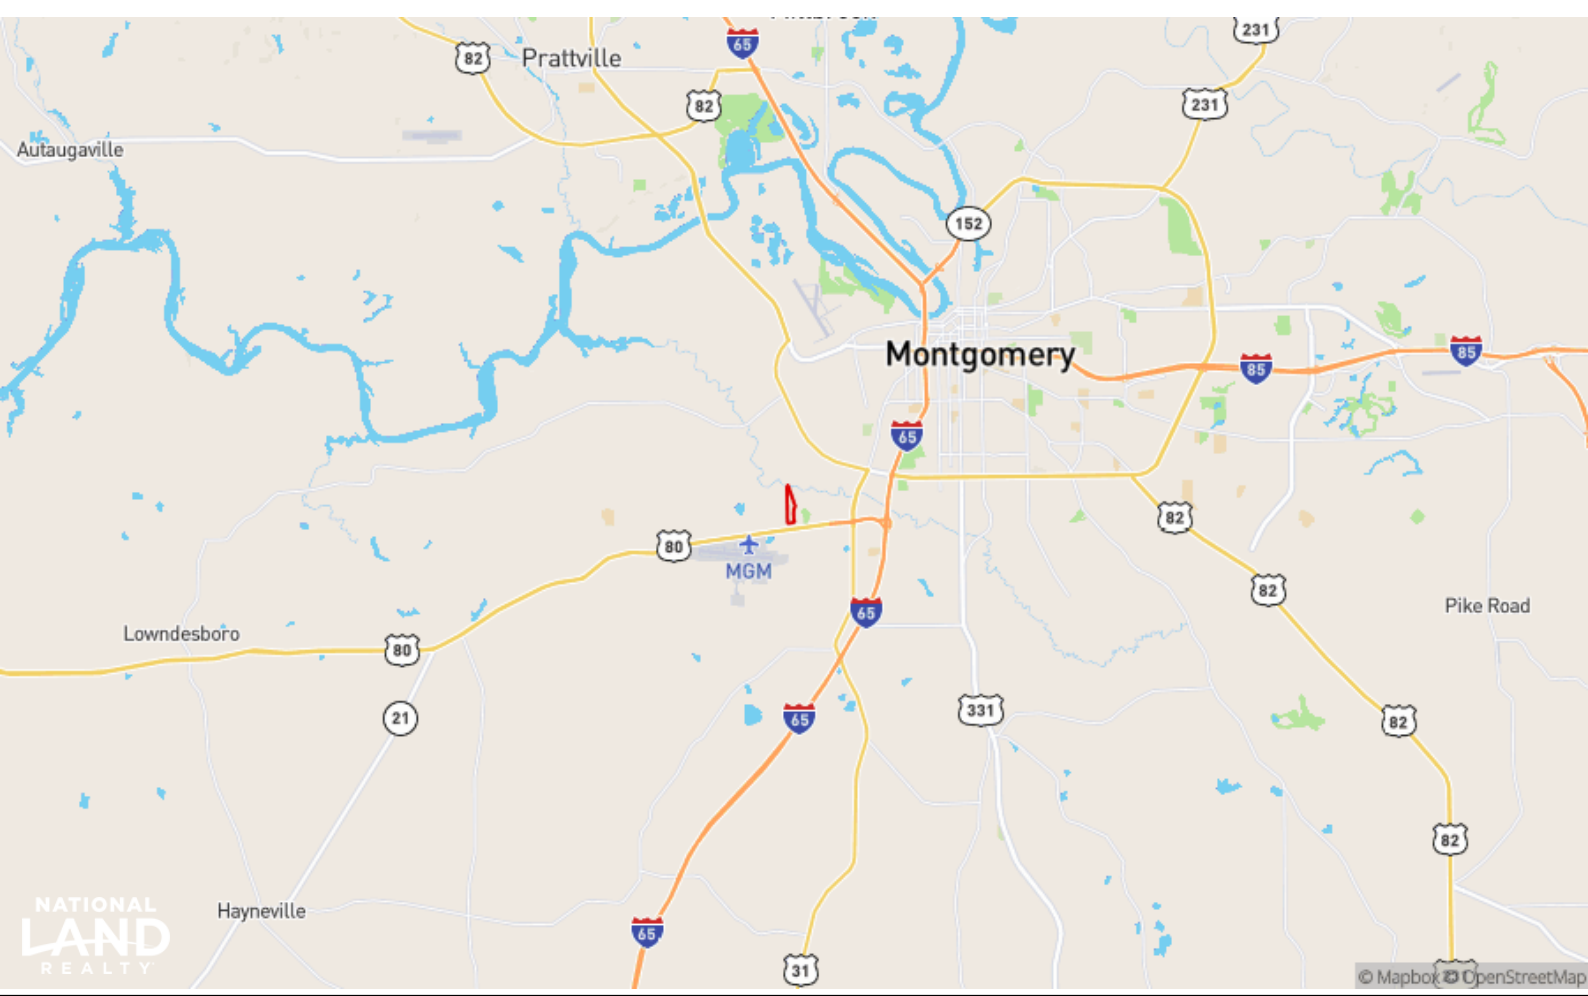 231
65
82
Prattville
82
231
Autaugaville
152
Montgomery
85
85
65
82
80
MGM
82
65
Pike Road
Lowndesboro
80
331
21
65
82
82
NATIONAL
LAND
REALTY
Hayneville
65
31
© Mapbox © OpenStreetMap